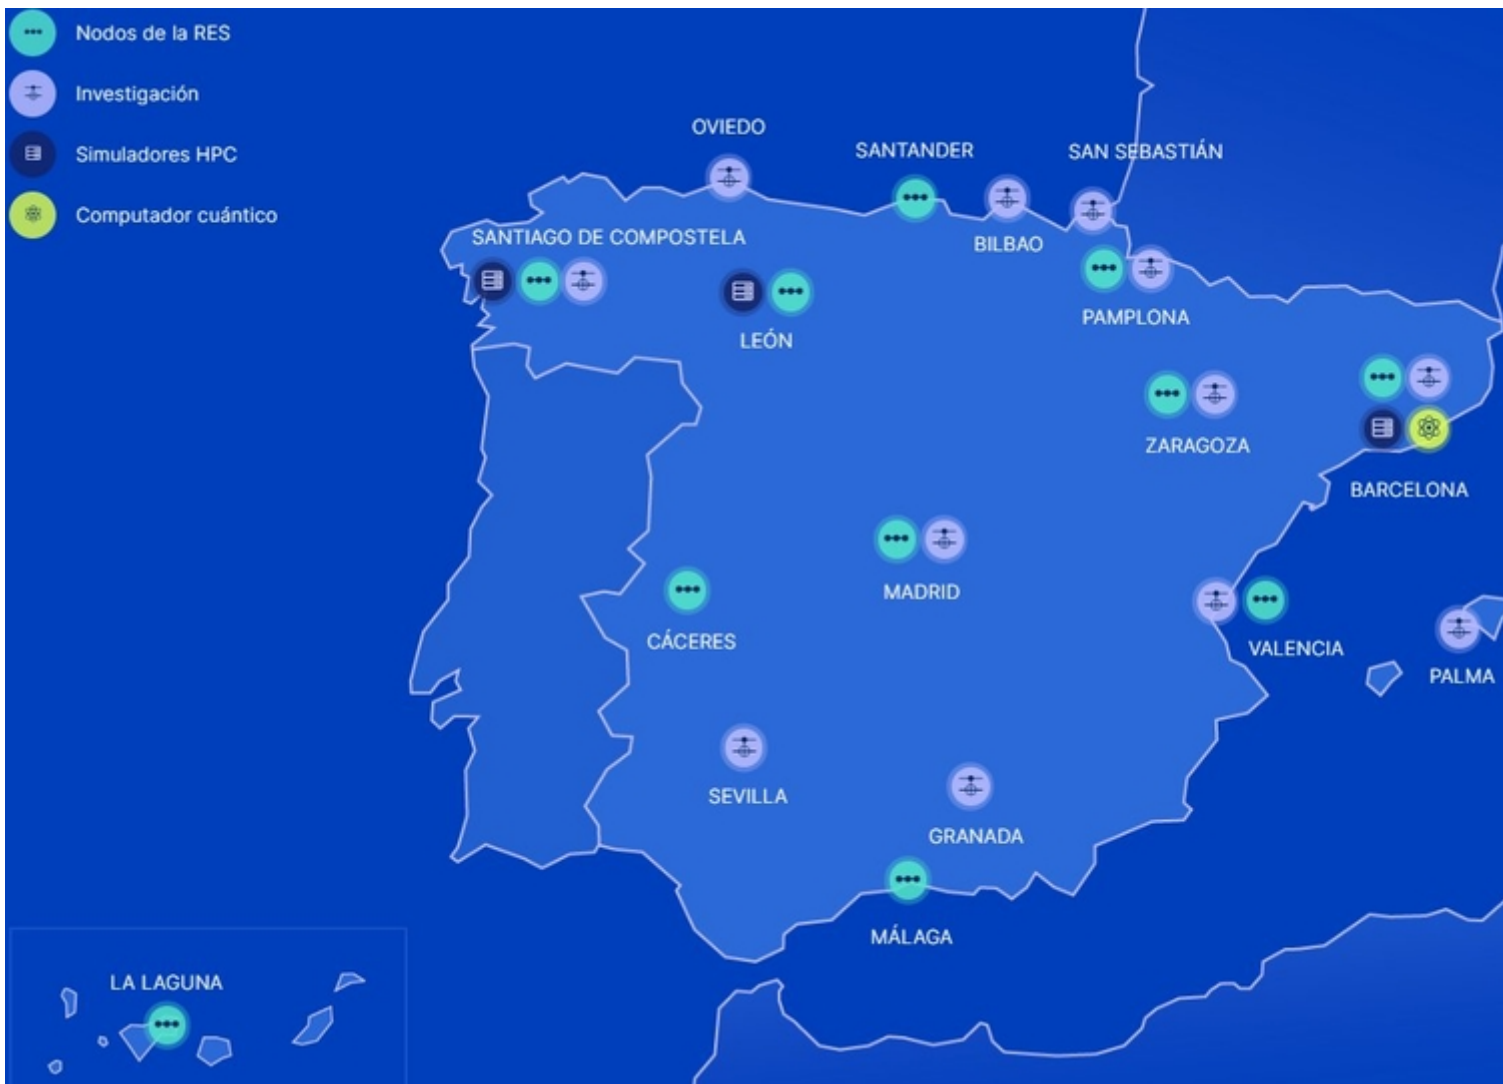 Nodos de la RES
Investigación
Simuladores HPC
Computador cuántico
OVIEDO
SANTANDER
SAN SEBASTIÁN
SANTIAGO DE COMPOSTELA
BILBAO
PAMPLONA
LEÓN
ZARAGOZA
BARCELONA
MADRID
CÁCERES
VALENCIA
PALMA
SEVILLA
GRANADA
MÁLAGA
LA LAGUNA